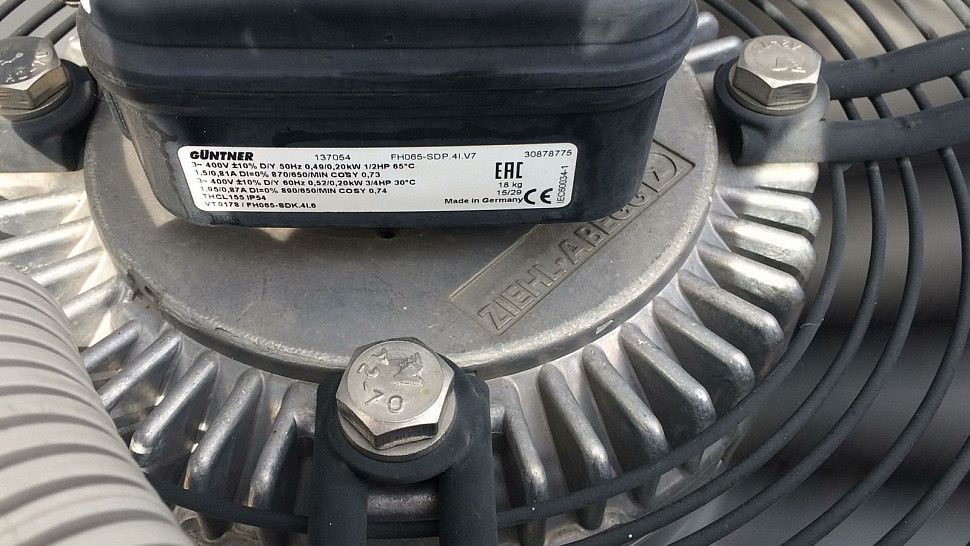 GÜNTNER 137054 FH065-SDP.4I.V7 30878775
3~ 400V ±10% D/Y 50Hz 0,49/0,20kW 1/2HP 65°C
1,5/0,81A DI=0% 870/650/MIN COSY 0,73
3~ 400V ±10% D/Y 60Hz 0,52/0,20kW 3/4HP 30°C
1,05/0,87A DI=0% 890/650/MIN COSY 0,74
THCL155 IP54
VT0178 / FH065-SDK.4I.6
EAC
18 kg
15/29
Made in Germany CE
IEC60034-1
ZIEHL-ABEGG
A2-70